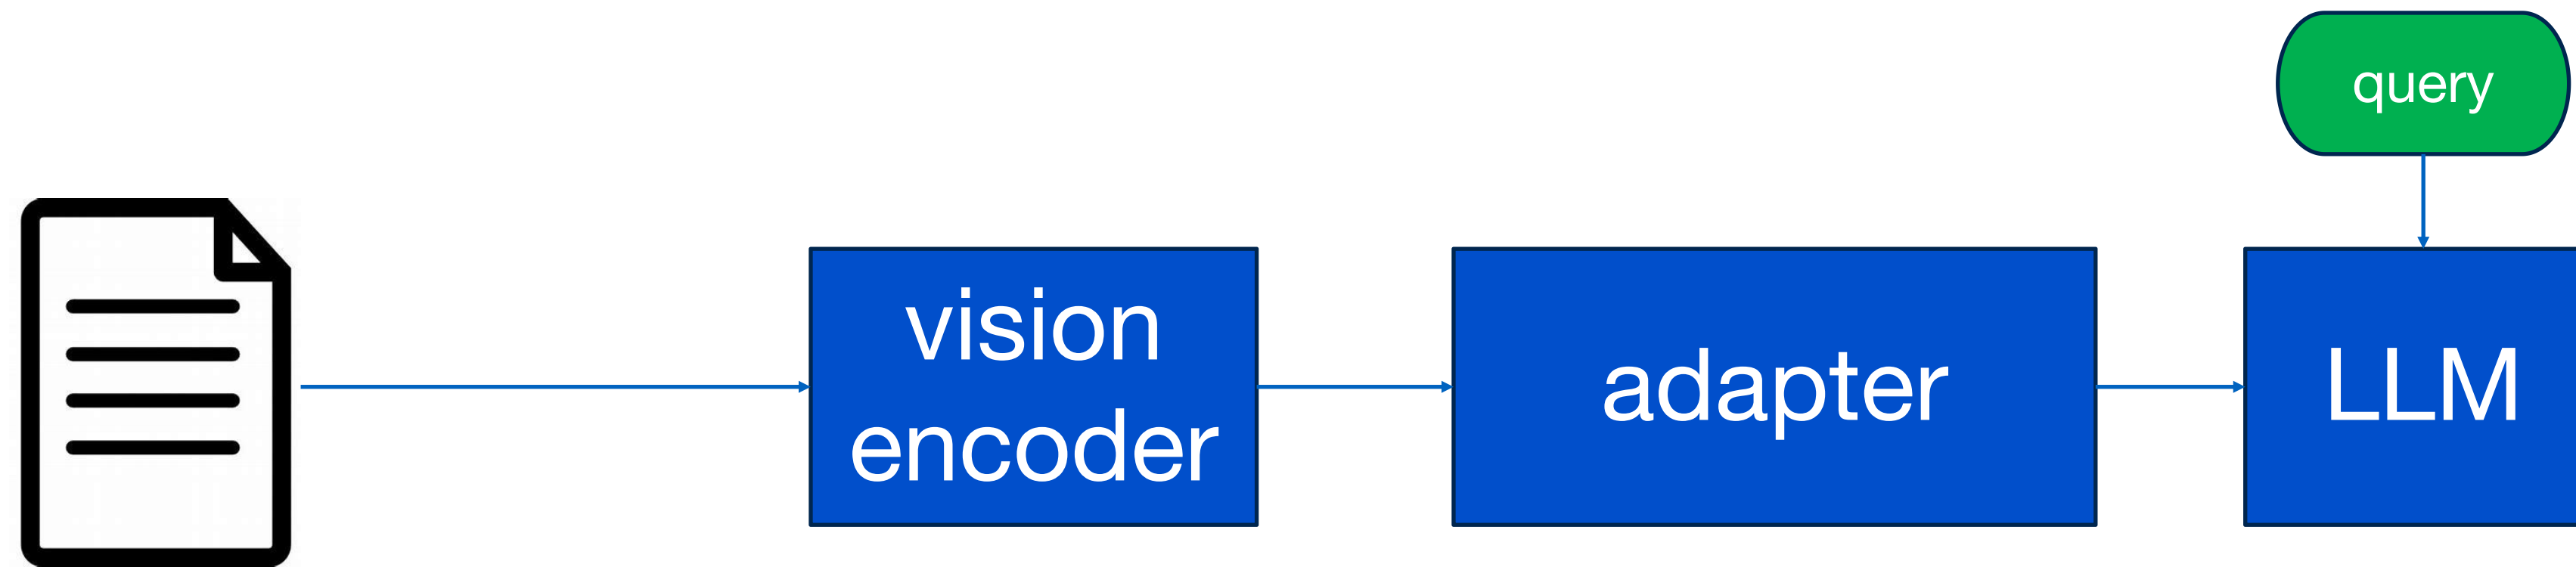 query
vision
encoder
adapter
LLM